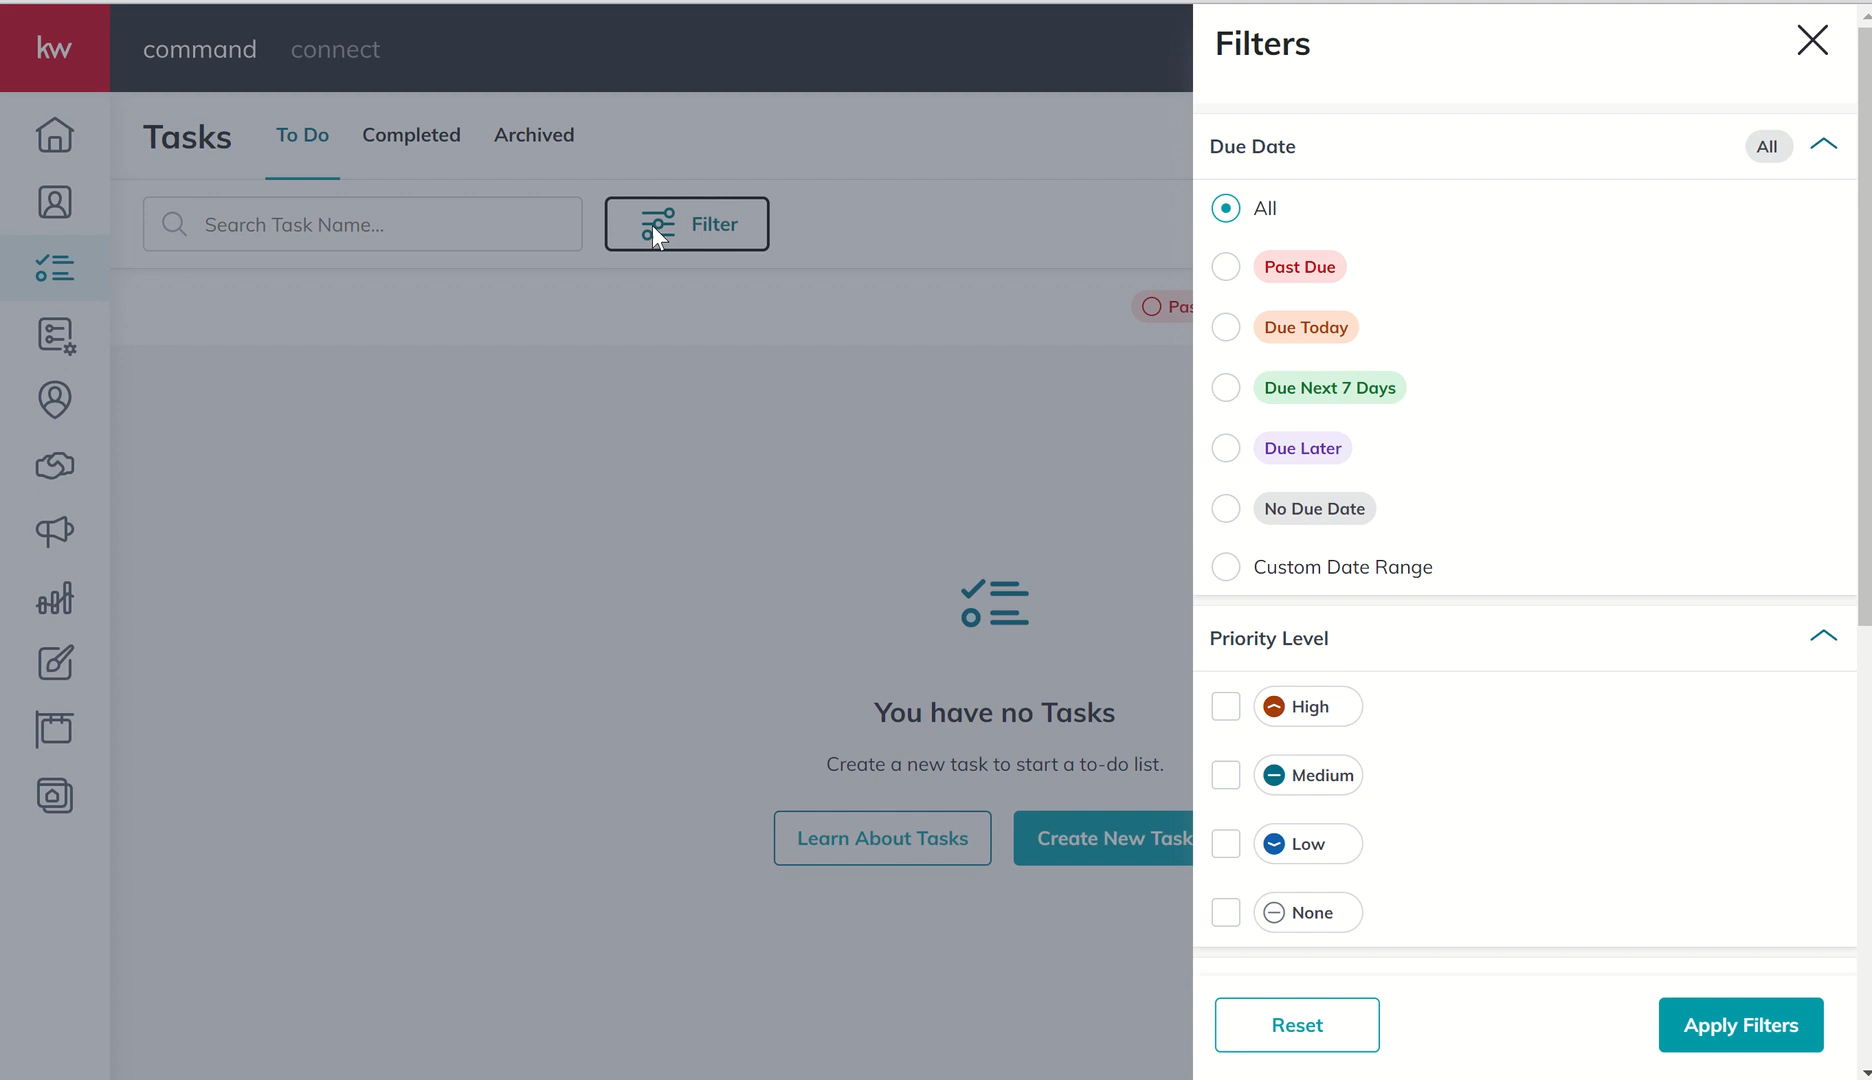 kw
command connect
Tasks To Do Completed Archived
Search Task Name...
Filter
You have no Tasks
Create a new task to start a to-do list.
Learn About Tasks
Create New Task
Filters
Due Date
All
All
Past Due
Due Today
Due Next 7 Days
Due Later
No Due Date
Custom Date Range
Priority Level
High
Medium
Low
None
Reset
Apply Filters